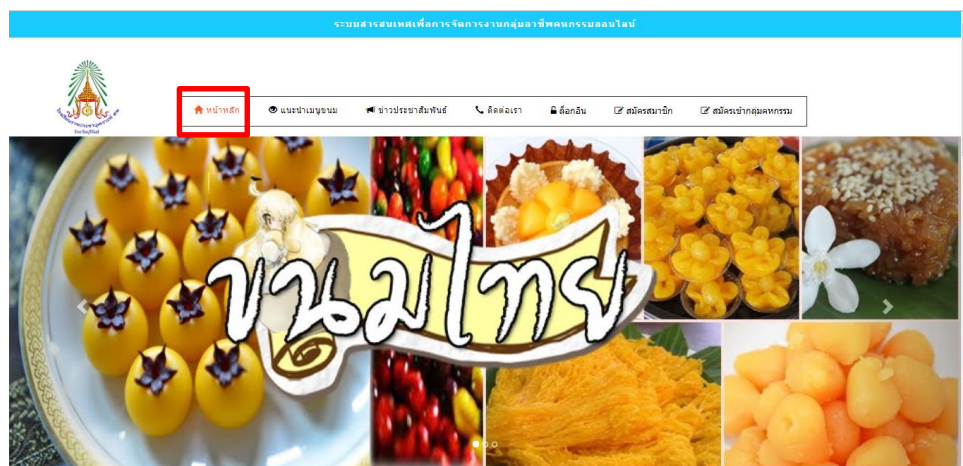 ระบบสารสนเทศเพื่อการจัดการงานกลุ่มอาชีพคหกรรมออนไลน์
หน้าหลัก แนะนำเมนูขนม ข่าวประชาสัมพันธ์ ติดต่อเรา ล็อกอิน สมัครสมาชิก สมัครเข้ากลุ่มคหกรรม
ขนมไทย